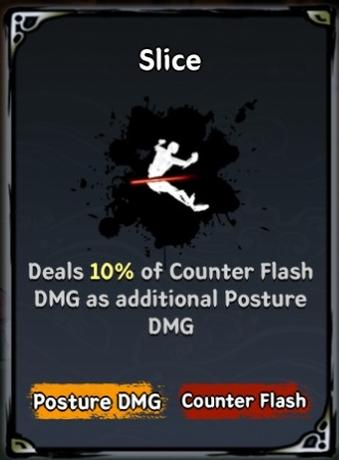 Slice
Deals 10% of Counter Flash
DMG as additional Posture
DMG
Posture DMG Counter Flash